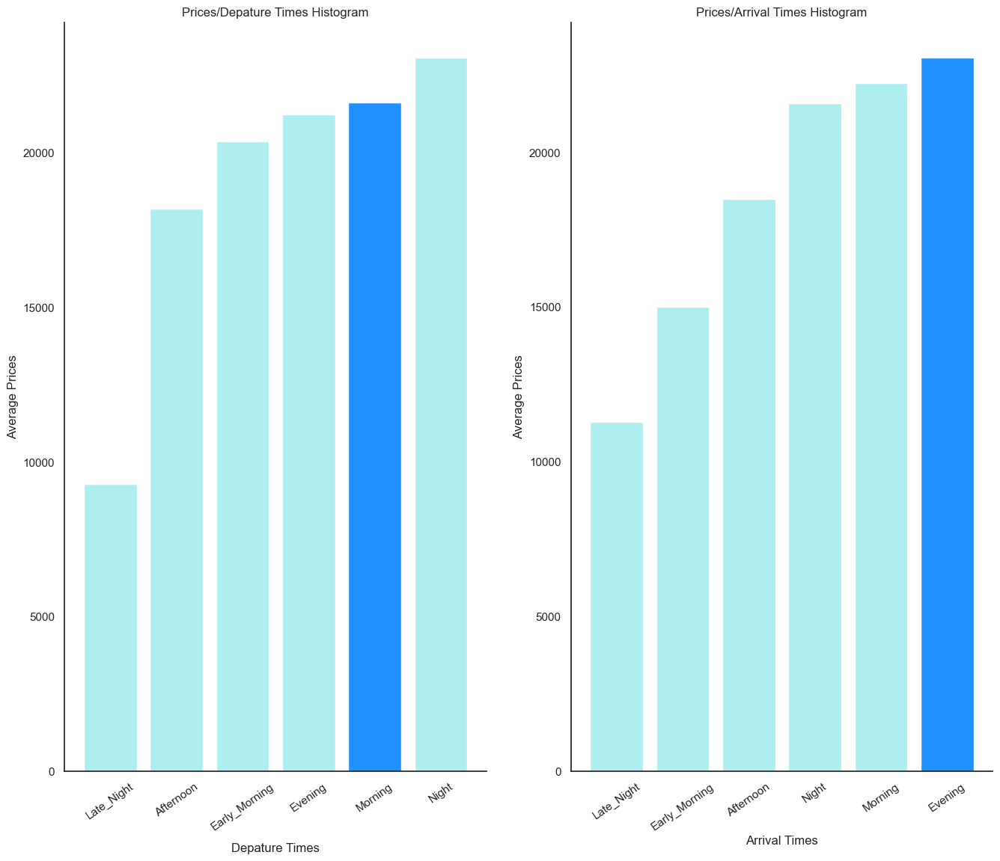 Prices/Depature Times Histogram
Average Prices
20000
15000
10000
5000
0
Late_Night
Afternoon
Early_Morning
Evening
Morning
Night
Depature Times
Prices/Arrival Times Histogram
Average Prices
20000
15000
10000
5000
0
Late_Night
Early_Morning
Afternoon
Night
Morning
Evening
Arrival Times